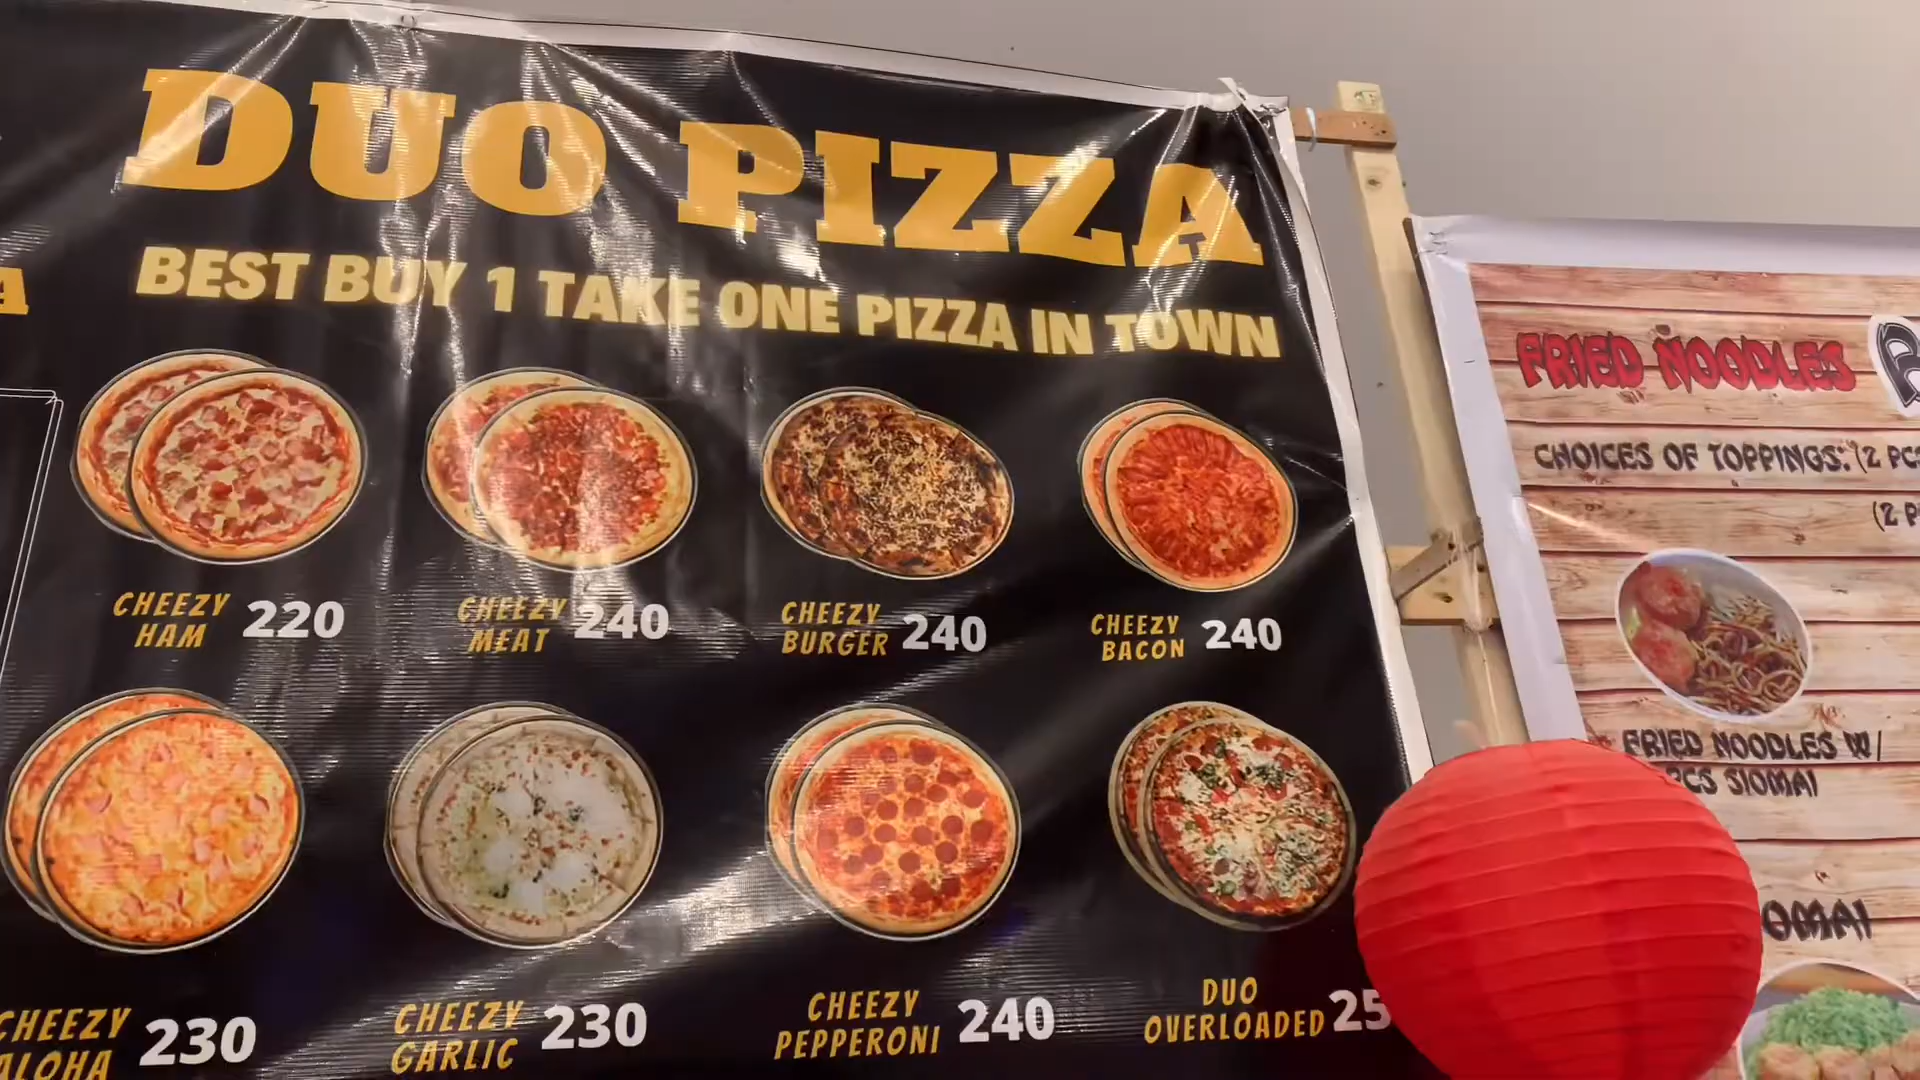 DUO PIZZA
BEST BUY 1 TAKE ONE PIZZA IN TOWN
CHEEZY
HAM 220
CHEEZY
MEAT 240
CHEEZY
BURGER 240
CHEEZY
BACON 240
CHEEZY
ALOHA 230
CHEEZY
GARLIC 230
CHEEZY
PEPPERONI 240
DUO
OVERLOADED 25
FRIED NOODLES
CHOICES OF TOPPINGS: (2 PCS
(2 P
FRIED NOODLES W/
PCS SIOMAI
OMAI